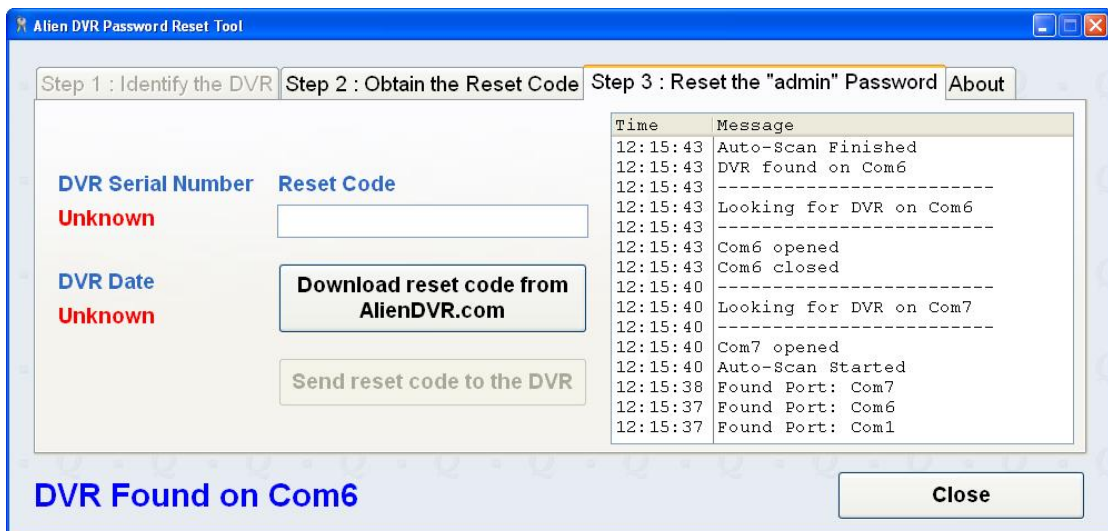 Alien DVR Password Reset Tool
Step 1 : Identify the DVR Step 2 : Obtain the Reset Code Step 3 : Reset the "admin" Password About
DVR Serial Number Reset Code
Unknown
DVR Date
Unknown
Download reset code from
AlienDVR.com
Send reset code to the DVR
Time Message
12:15:43 Auto-Scan Finished
12:15:43 DVR found on Com6
12:15:43 -------------------------
12:15:43 Looking for DVR on Com6
12:15:43 -------------------------
12:15:43 Com6 opened
12:15:43 Com6 closed
12:15:40 -------------------------
12:15:40 Looking for DVR on Com7
12:15:40 -------------------------
12:15:40 Com7 opened
12:15:40 Auto-Scan Started
12:15:38 Found Port: Com7
12:15:37 Found Port: Com6
12:15:37 Found Port: Com1
DVR Found on Com6
Close